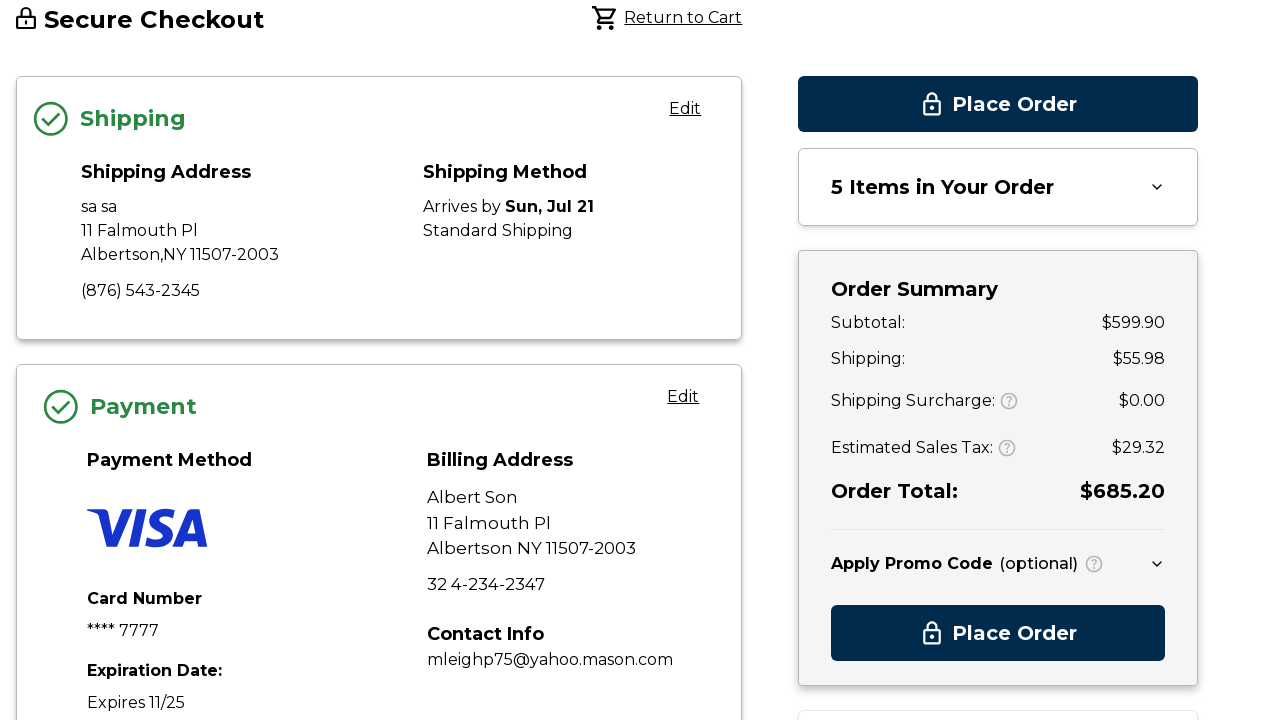 Secure Checkout
Return to Cart
Shipping
Edit
Shipping Address
sa sa
11 Falmouth Pl
Albertson,NY 11507-2003
(876) 543-2345
Shipping Method
Arrives by Sun, Jul 21
Standard Shipping
Payment
Edit
Payment Method
VISA
Card Number
**** 7777
Expiration Date:
Expires 11/25
Billing Address
Albert Son
11 Falmouth Pl
Albertson NY 11507-2003
32 4-234-2347
Contact Info
mleighp75@yahoo.mason.com
Place Order
5 Items in Your Order
Order Summary
Subtotal: $599.90
Shipping: $55.98
Shipping Surcharge: ? $0.00
Estimated Sales Tax: ? $29.32
Order Total: $685.20
Apply Promo Code (optional) ?
Place Order